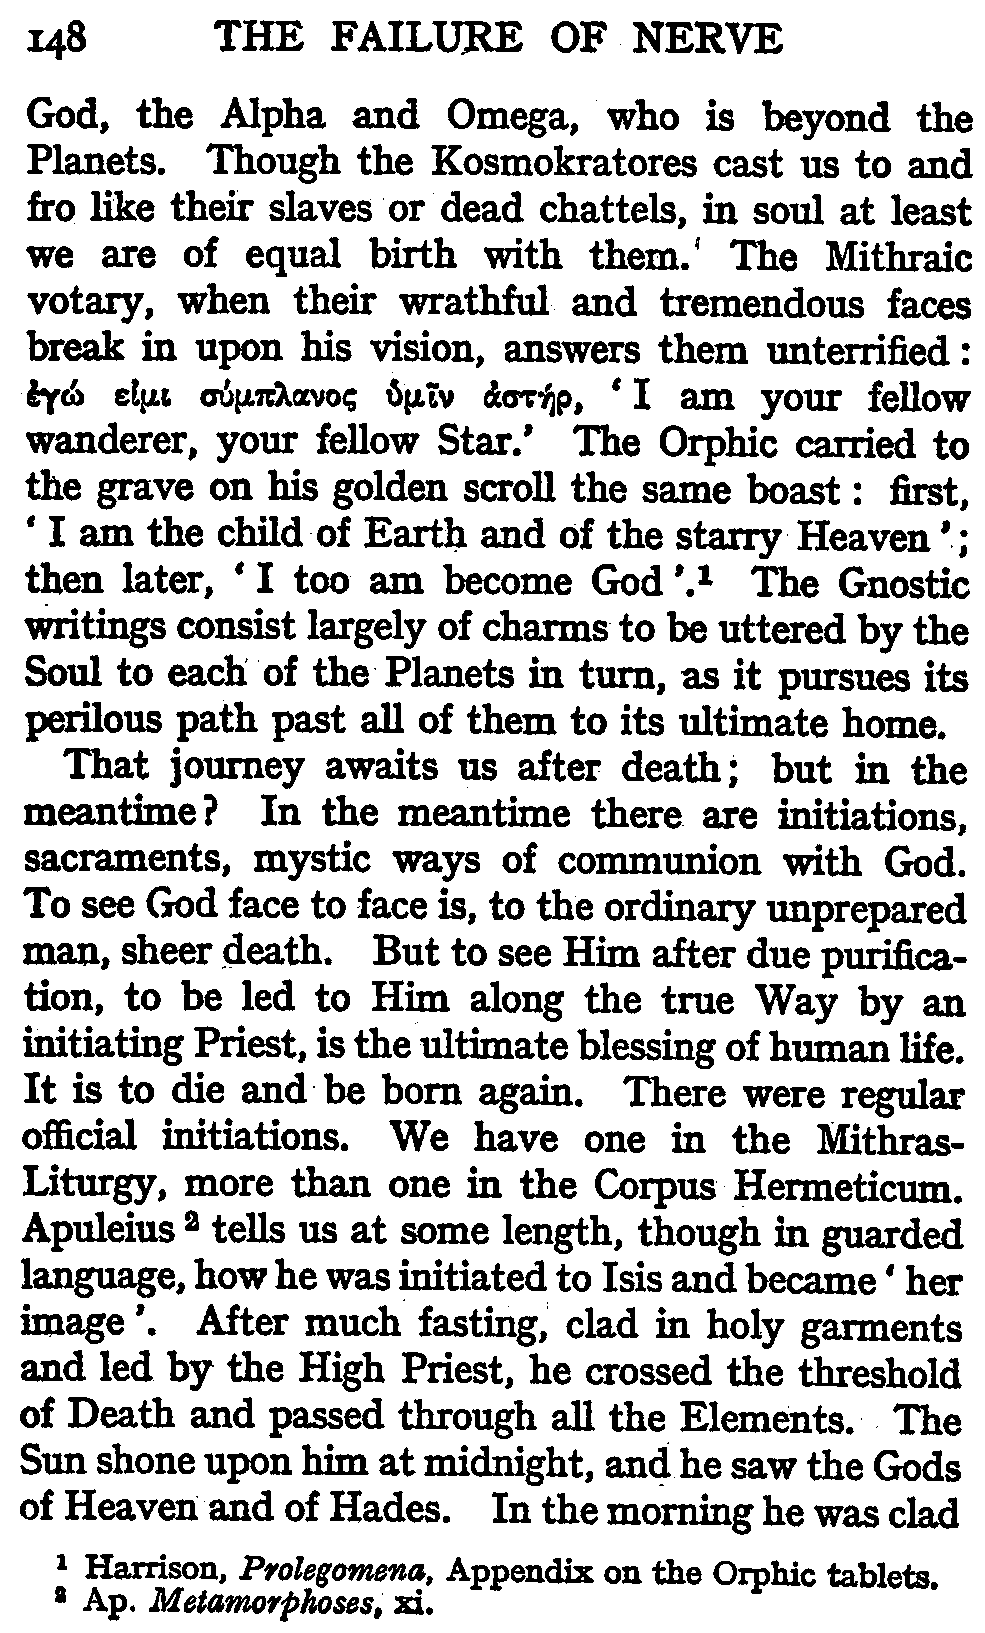 148 THE FAILURE OF NERVE
God, the Alpha and Omega, who is beyond the
Planets. Though the Kosmokratores cast us to and
fro like their slaves or dead chattels, in soul at least
we are of equal birth with them.' The Mithraic
votary, when their wrathful and tremendous faces
break in upon his vision, answers them unterrified :
ἐγώ εἰμι σύμπλανος ὑμῖν ἀστήρ, ‘ I am your fellow
wanderer, your fellow Star.’ The Orphic carried to
the grave on his golden scroll the same boast : first,
‘ I am the child of Earth and of the starry Heaven ’ ;
then later, ‘ I too am become God ’.¹ The Gnostic
writings consist largely of charms to be uttered by the
Soul to each of the Planets in turn, as it pursues its
perilous path past all of them to its ultimate home.
That journey awaits us after death ; but in the
meantime ? In the meantime there are initiations,
sacraments, mystic ways of communion with God.
To see God face to face is, to the ordinary unprepared
man, sheer death. But to see Him after due purifica-
tion, to be led to Him along the true Way by an
initiating Priest, is the ultimate blessing of human life.
It is to die and be born again. There were regular
official initiations. We have one in the Mithras-
Liturgy, more than one in the Corpus Hermeticum.
Apuleius ² tells us at some length, though in guarded
language, how he was initiated to Isis and became ‘ her
image ’. After much fasting, clad in holy garments
and led by the High Priest, he crossed the threshold
of Death and passed through all the Elements. The
Sun shone upon him at midnight, and he saw the Gods
of Heaven and of Hades. In the morning he was clad
¹ Harrison, Prolegomena, Appendix on the Orphic tablets.
² Ap. Metamorphoses, xi.